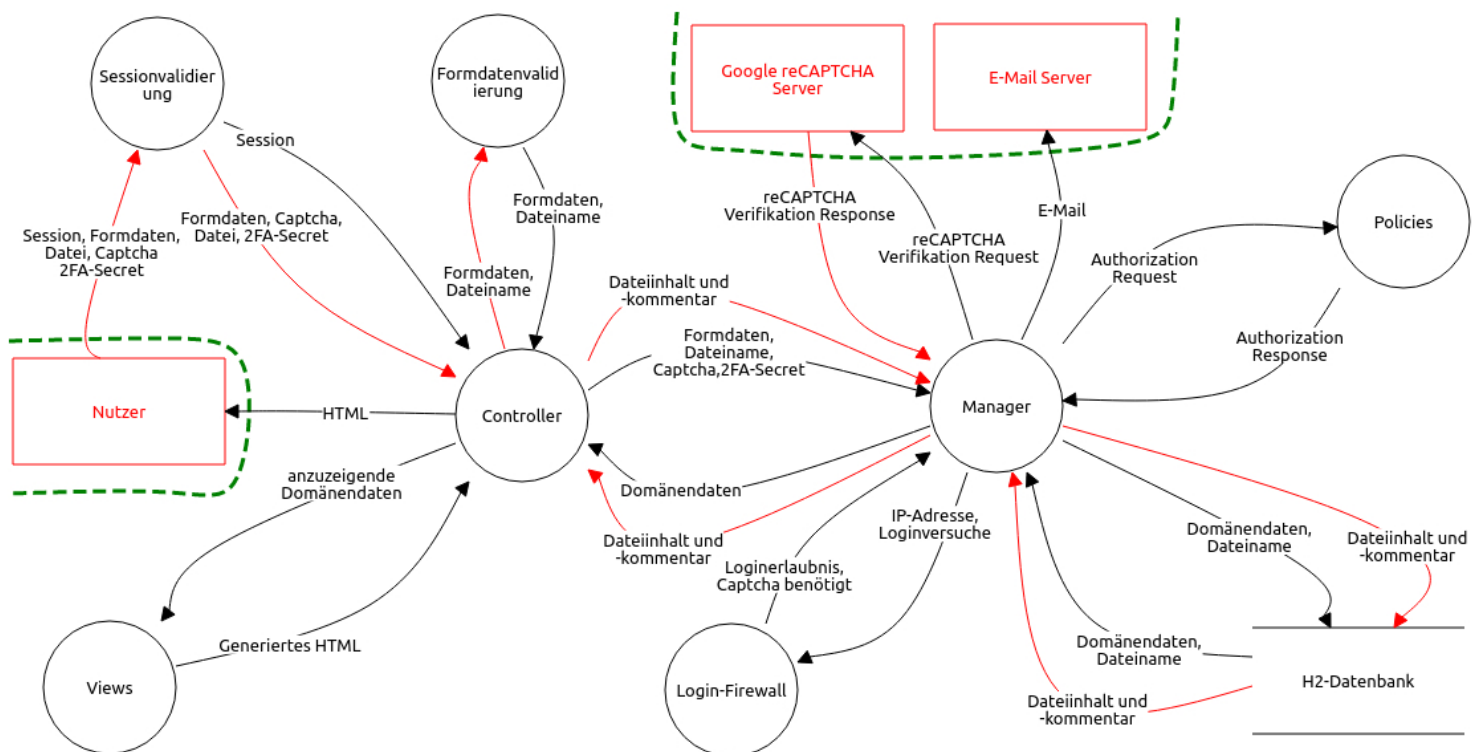 Sessionvalidier
ung
Formdatenvalid
ierung
Google reCAPTCHA
Server
E-Mail Server
Session
Formdaten, Captcha,
Datei, 2FA-Secret
Session, Formdaten,
Datei, Captcha
2FA-Secret
Formdaten,
Dateiname
Formdaten,
Dateiname
reCAPTCHA
Verifikation Response
reCAPTCHA
Verifikation Request
E-Mail
Policies
Authorization
Request
Authorization
Response
Dateiinhalt und
-kommentar
Formdaten,
Dateiname,
Captcha,2FA-Secret
Nutzer
HTML
Controller
Manager
anzuzeigende
Domänendaten
Domänendaten
Dateiinhalt und
-kommentar
IP-Adresse,
Loginversuche
Loginerlaubnis,
Captcha benötigt
Domänendaten,
Dateiname
Dateiinhalt und
-kommentar
Generiertes HTML
Views
Login-Firewall
Domänendaten,
Dateiname
Dateiinhalt und
-kommentar
H2-Datenbank